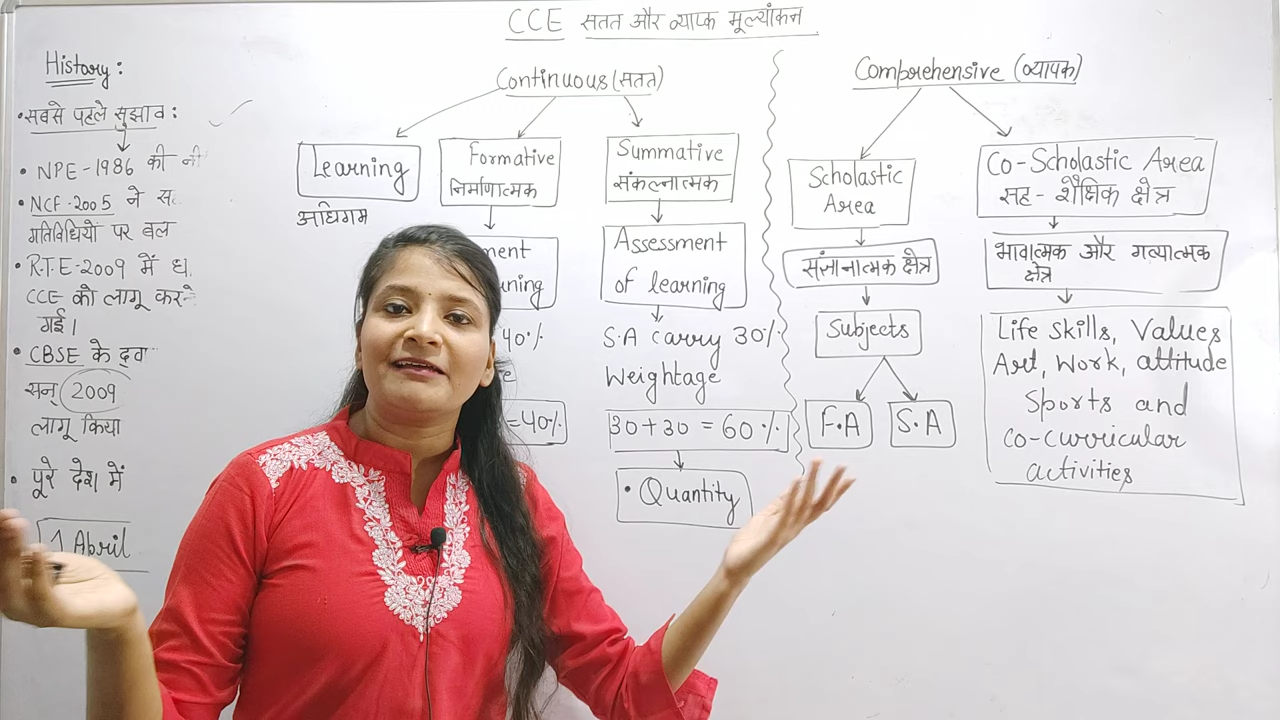 CCE सतत और व्यापक मूल्यांकन
History:
• सबसे पहले सुझाव:
• NPE-1986 की
• NCF-2005 ने
गतिविधियों पर बल
• R.T.E-2009 में
CCE को लागू करने
गई।
• CBSE के
सन् 2009
लागू किया
• पूरे देश में
1 Abril
Continuous (सतत)
Learning
अधिगम
Formative
निर्माणात्मक
40%
=40%
Summative
संकल्नात्मक
Assessment
of learning
S.A carry 30%
Weightage
30+30 = 60%
• Quantity
Comprehensive (व्यापक)
Scholastic
Area
संज्ञानात्मक क्षेत्र
Subjects
F.A
S.A
Co-Scholastic Area
सह-शैक्षिक क्षेत्र
भावात्मक और गत्यात्मक
क्षेत्र
Life skills, Values
Art, Work, attitude
Sports and
co-curricular
activities